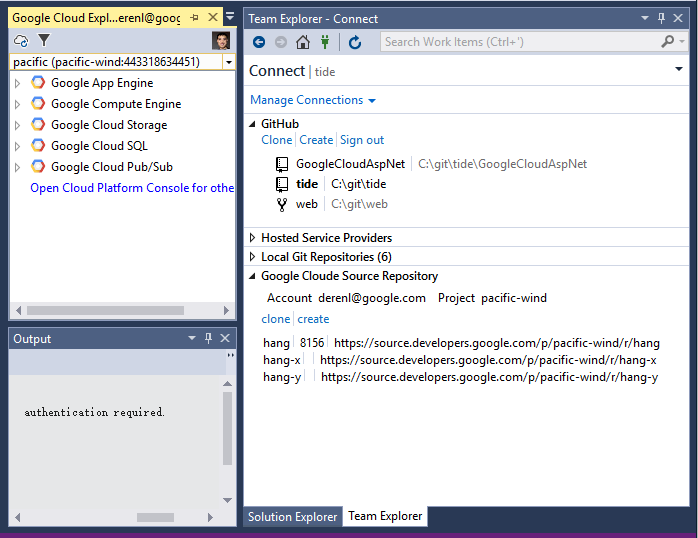 Google Cloud Expl...erenl@goog
pacific (pacific-wind:443318634451)
Google App Engine
Google Compute Engine
Google Cloud Storage
Google Cloud SQL
Google Cloud Pub/Sub
Open Cloud Platform Console for othe
Output
authentication required.
Team Explorer - Connect
Search Work Items (Ctrl+')
Connect | tide
Manage Connections
GitHub
Clone Create Sign out
GoogleCloudAspNet C:\git\tide\GoogleCloudAspNet
tide C:\git\tide
web C:\git\web
Hosted Service Providers
Local Git Repositories (6)
Google Cloude Source Repository
Account derenl@google.com Project pacific-wind
clone create
hang 8156 https://source.developers.google.com/p/pacific-wind/r/hang
hang-x https://source.developers.google.com/p/pacific-wind/r/hang-x
hang-y https://source.developers.google.com/p/pacific-wind/r/hang-y
Solution Explorer Team Explorer